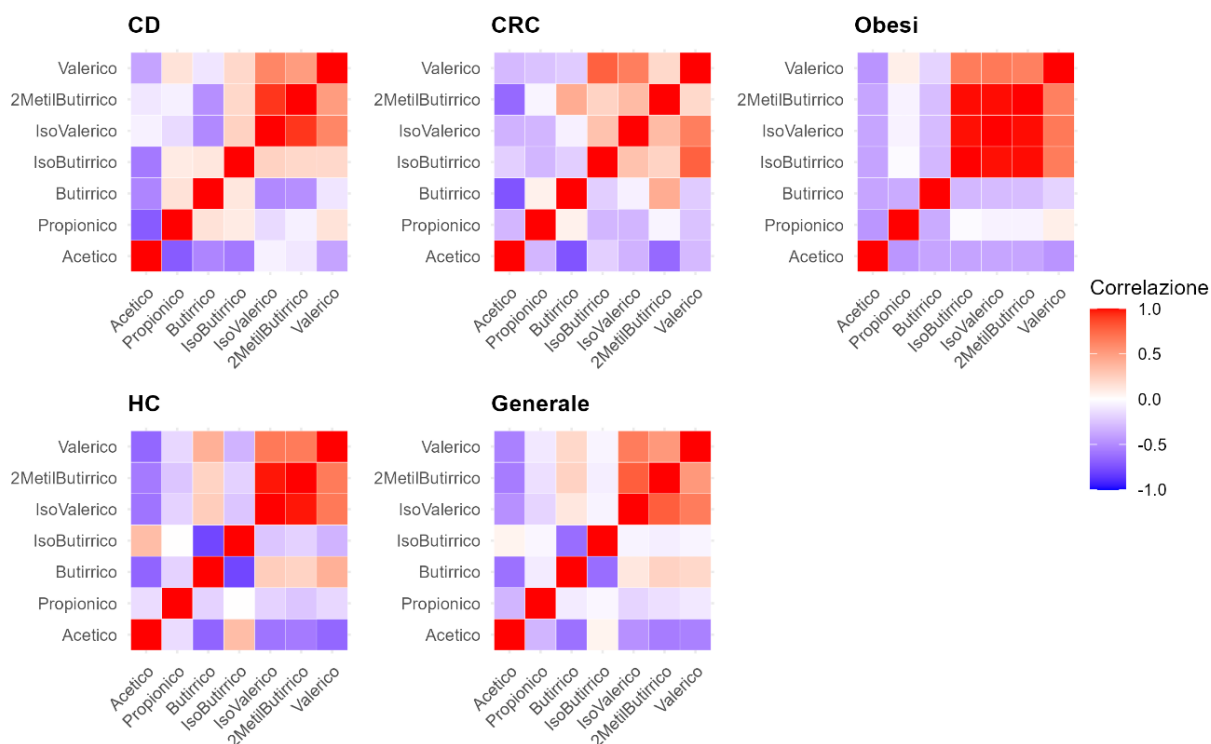 CD
Valerico
2MetilButirrico
IsoValerico
IsoButirrico
Butirrico
Propionico
Acetico
Acetico
Propionico
Butirrico
IsoButirrico
IsoValerico
2MetilButirrico
Valerico
CRC
Valerico
2MetilButirrico
IsoValerico
IsoButirrico
Butirrico
Propionico
Acetico
Acetico
Propionico
Butirrico
IsoButirrico
IsoValerico
2MetilButirrico
Valerico
Obesi
Valerico
2MetilButirrico
IsoValerico
IsoButirrico
Butirrico
Propionico
Acetico
Acetico
Propionico
Butirrico
IsoButirrico
IsoValerico
2MetilButirrico
Valerico
Correlazione
1.0
0.5
0.0
-0.5
-1.0
HC
Valerico
2MetilButirrico
IsoValerico
IsoButirrico
Butirrico
Propionico
Acetico
Acetico
Propionico
Butirrico
IsoButirrico
IsoValerico
2MetilButirrico
Valerico
Generale
Valerico
2MetilButirrico
IsoValerico
IsoButirrico
Butirrico
Propionico
Acetico
Acetico
Propionico
Butirrico
IsoButirrico
IsoValerico
2MetilButirrico
Valerico